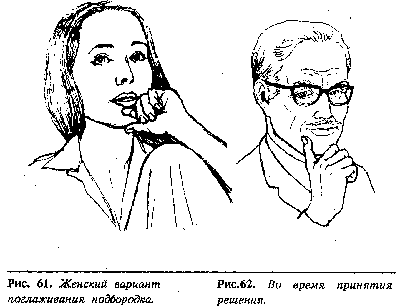 Рис. 61. Женский вариант
поглаживания подбородка.
Рис.62. Во время принятия
решения.